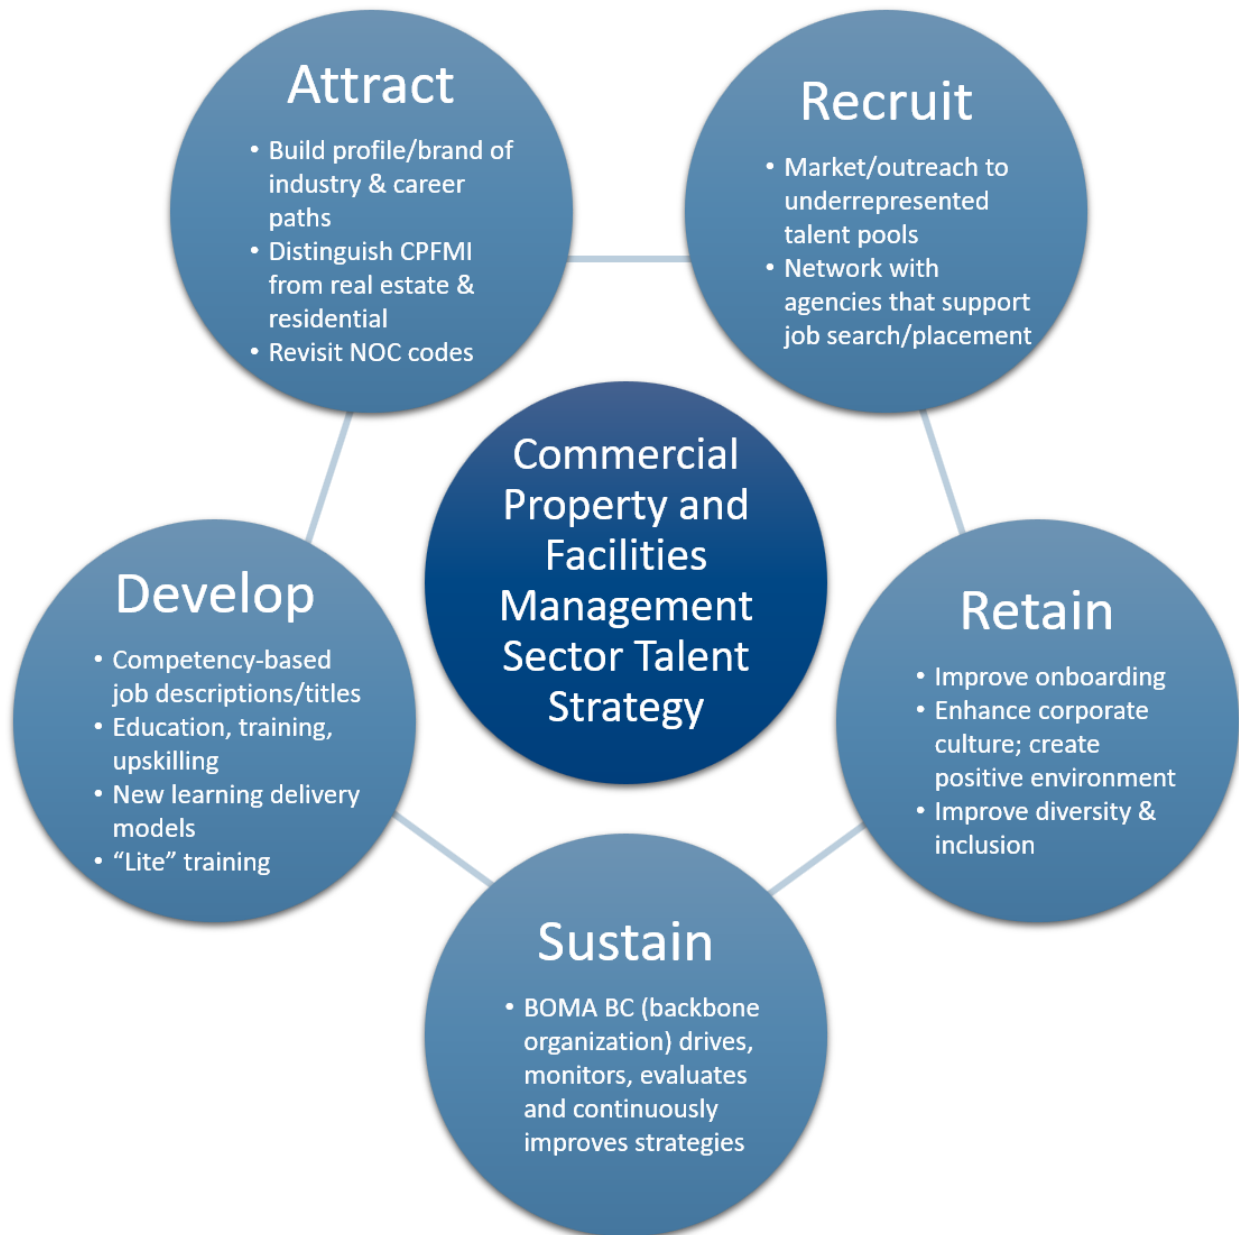 Attract
• Build profile/brand of
industry & career
paths
• Distinguish CPFMI
from real estate &
residential
• Revisit NOC codes
Recruit
• Market/outreach to
underrepresented
talent pools
• Network with
agencies that support
job search/placement
Commercial
Property and
Facilities
Management
Sector Talent
Strategy
Develop
• Competency-based
job descriptions/titles
• Education, training,
upskilling
• New learning delivery
models
• “Lite” training
Retain
• Improve onboarding
• Enhance corporate
culture; create
positive environment
• Improve diversity &
inclusion
Sustain
• BOMA BC (backbone
organization) drives,
monitors, evaluates
and continuously
improves strategies